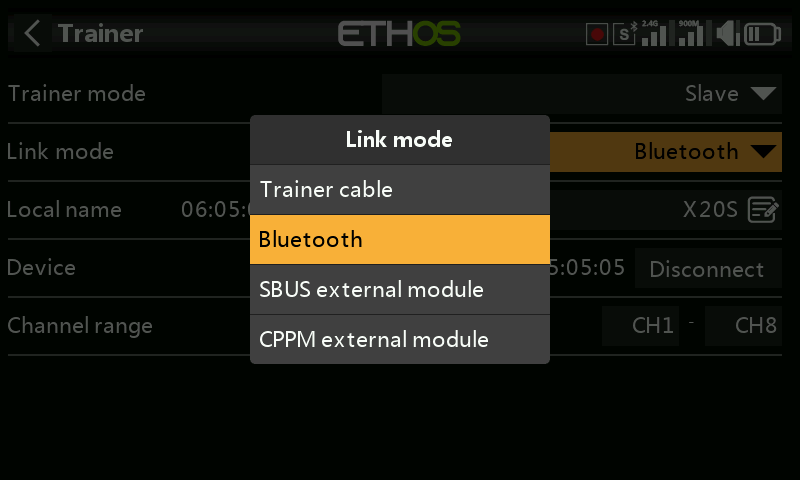 Trainer
ETHOS
S
2.4G
900M
Trainer mode
Slave
Link mode
Bluetooth
Local name
06:05:
X20S
Device
5:05:05
Disconnect
Channel range
CH1 - CH8
Link mode
Trainer cable
Bluetooth
SBUS external module
CPPM external module